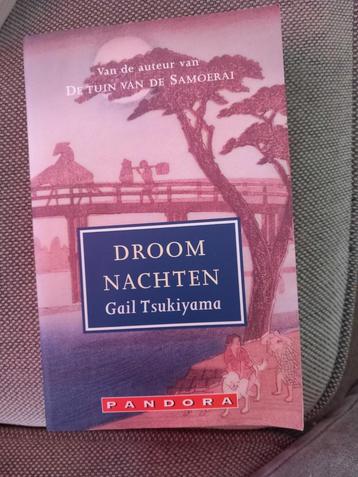 Van de auteur van
DE TUIN VAN DE SAMOERAI
DROOM
NACHTEN
Gail Tsukiyama
PANDORA